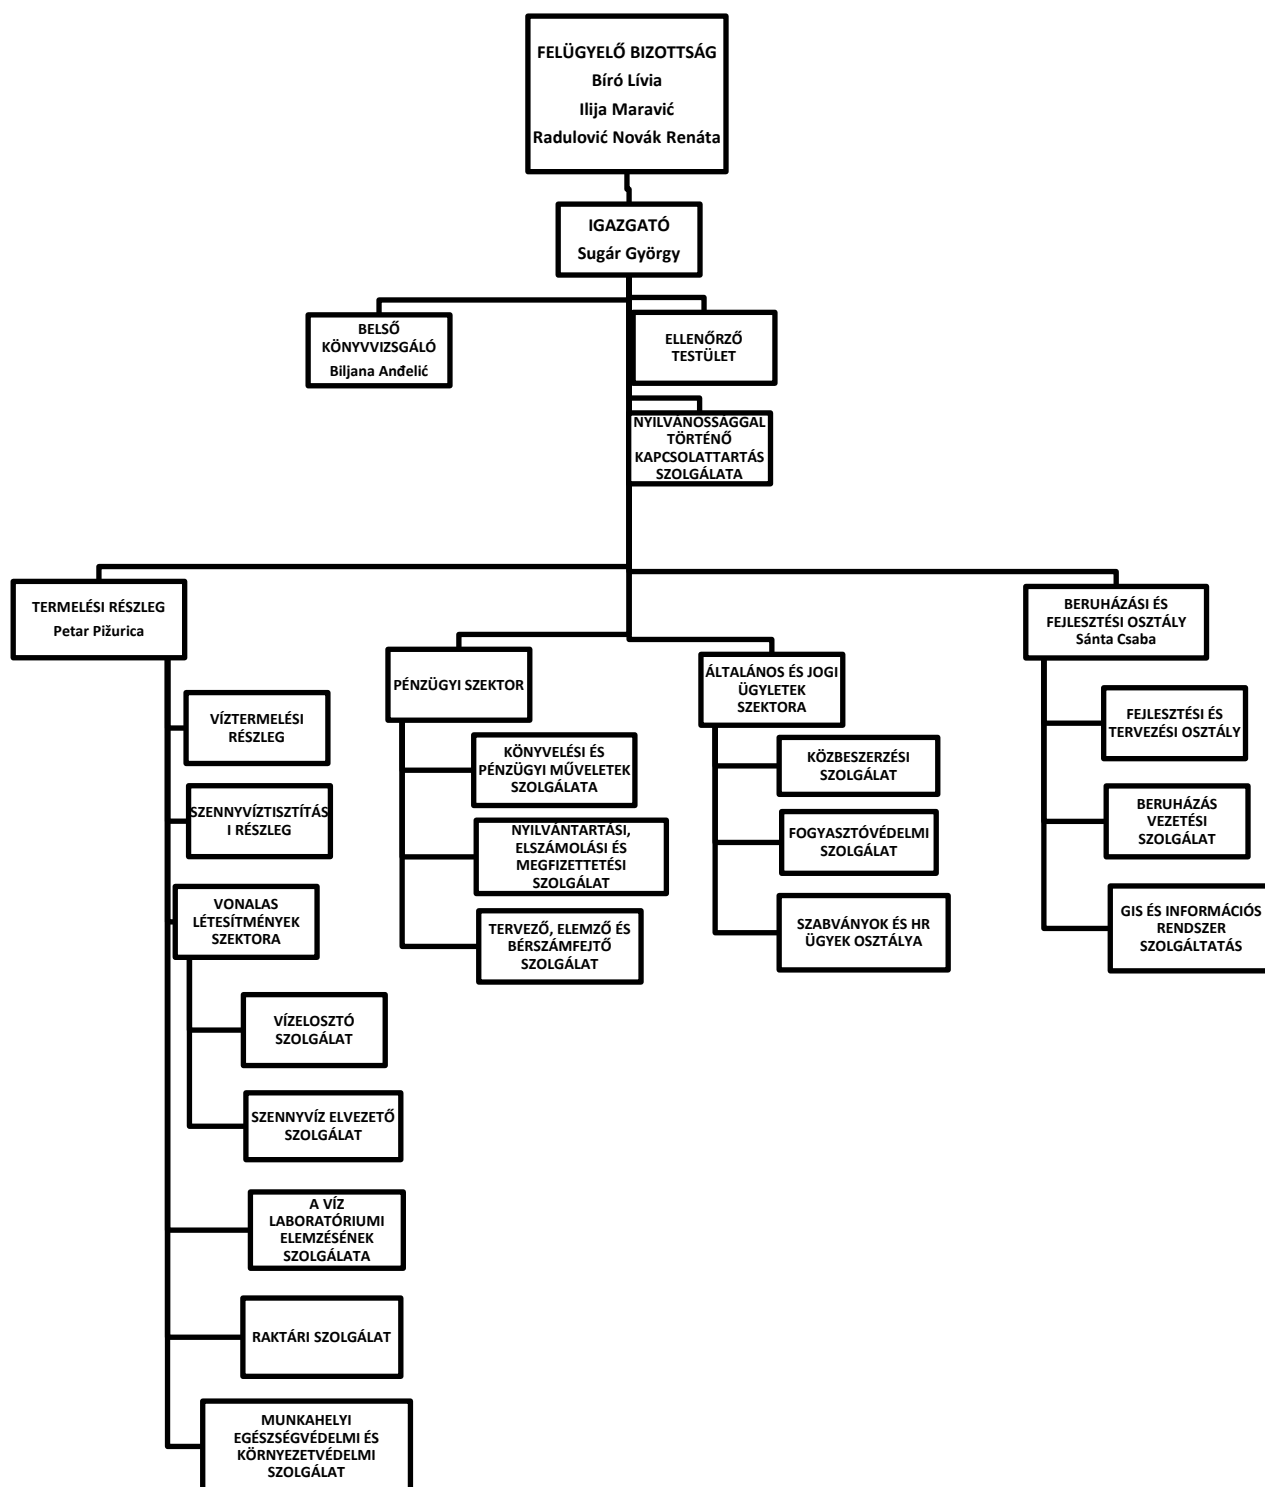 FELÜGYELŐ BIZOTTSÁG
Bíró Lívia
Ilija Maravić
Radulović Novák Renáta
IGAZGATÓ
Sugár György
BELSŐ
KÖNYVVIZSGÁLÓ
Biljana Anđelić
ELLENŐRZŐ
TESTÜLET
NYILVÁNOSSÁGGAL
TÖRTÉNŐ
KAPCSOLATTARTÁS
SZOLGÁLATA
TERMELÉSI RÉSZLEG
Petar Pižurica
VÍZTERMELÉSI
RÉSZLEG
SZENNYVÍZTISZTÍTÁS
I RÉSZLEG
VONALAS
LÉTESÍTMÉNYEK
SZEKTORA
VÍZELOSZTÓ
SZOLGÁLAT
SZENNYVÍZ ELVEZETŐ
SZOLGÁLAT
A VÍZ
LABORATÓRIUMI
ELEMZÉSÉNEK
SZOLGÁLATA
RAKTÁRI SZOLGÁLAT
MUNKAHELYI
EGÉSZSÉGVÉDELMI ÉS
KÖRNYEZETVÉDELMI
SZOLGÁLAT
PÉNZÜGYI SZEKTOR
KÖNYVELÉSI ÉS
PÉNZÜGYI MŰVELETEK
SZOLGÁLATA
NYILVÁNTARTÁSI,
ELSZÁMOLÁSI ÉS
MEGFIZETTETÉSI
SZOLGÁLAT
TERVEZŐ, ELEMZŐ ÉS
BÉRSZÁMFEJTŐ
SZOLGÁLAT
ÁLTALÁNOS ÉS JOGI
ÜGYLETEK
SZEKTORA
KÖZBESZERZÉSI
SZOLGÁLAT
FOGYASZTÓVÉDELMI
SZOLGÁLAT
SZABVÁNYOK ÉS HR
ÜGYEK OSZTÁLYA
BERUHÁZÁSI ÉS
FEJLESZTÉSI OSZTÁLY
Sánta Csaba
FEJLESZTÉSI ÉS
TERVEZÉSI OSZTÁLY
BERUHÁZÁS
VEZETÉSI
SZOLGÁLAT
GIS ÉS INFORMÁCIÓS
RENDSZER
SZOLGÁLTATÁS